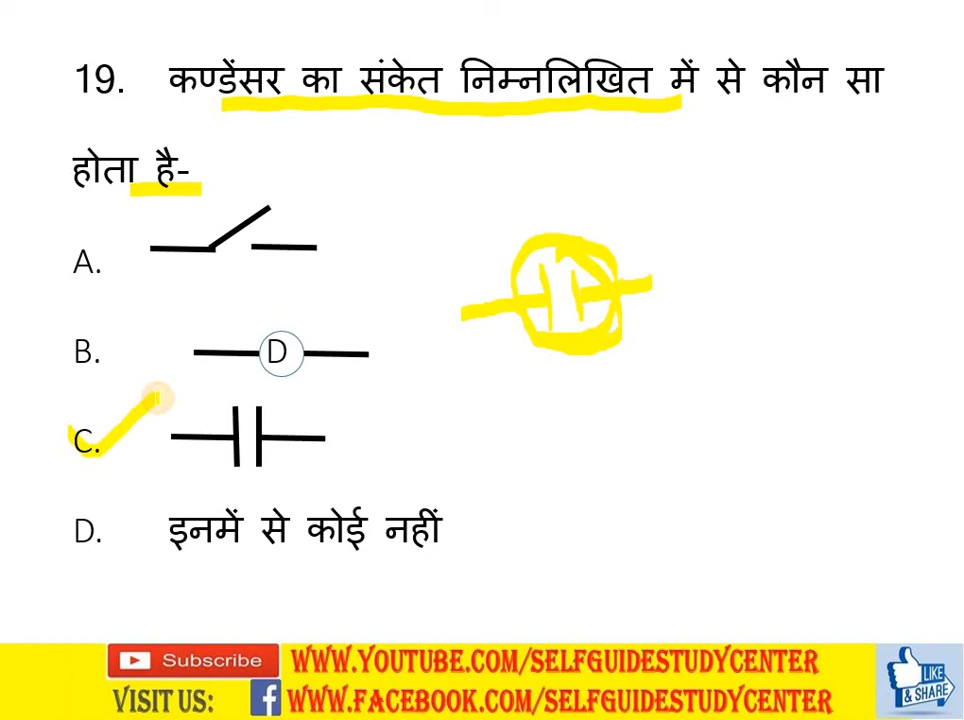 19. कण्डेंसर का संकेत निम्नलिखित में से कौन सा
होता है-
A.
B. D
C.
D. इनमें से कोई नहीं
Subscribe WWW.YOUTUBE.COM/SELFGUIDESTUDYCENTER
VISIT US: f WWW.FACEBOOK.COM/SELFGUIDESTUDYCENTER
LIKE
& SHARE